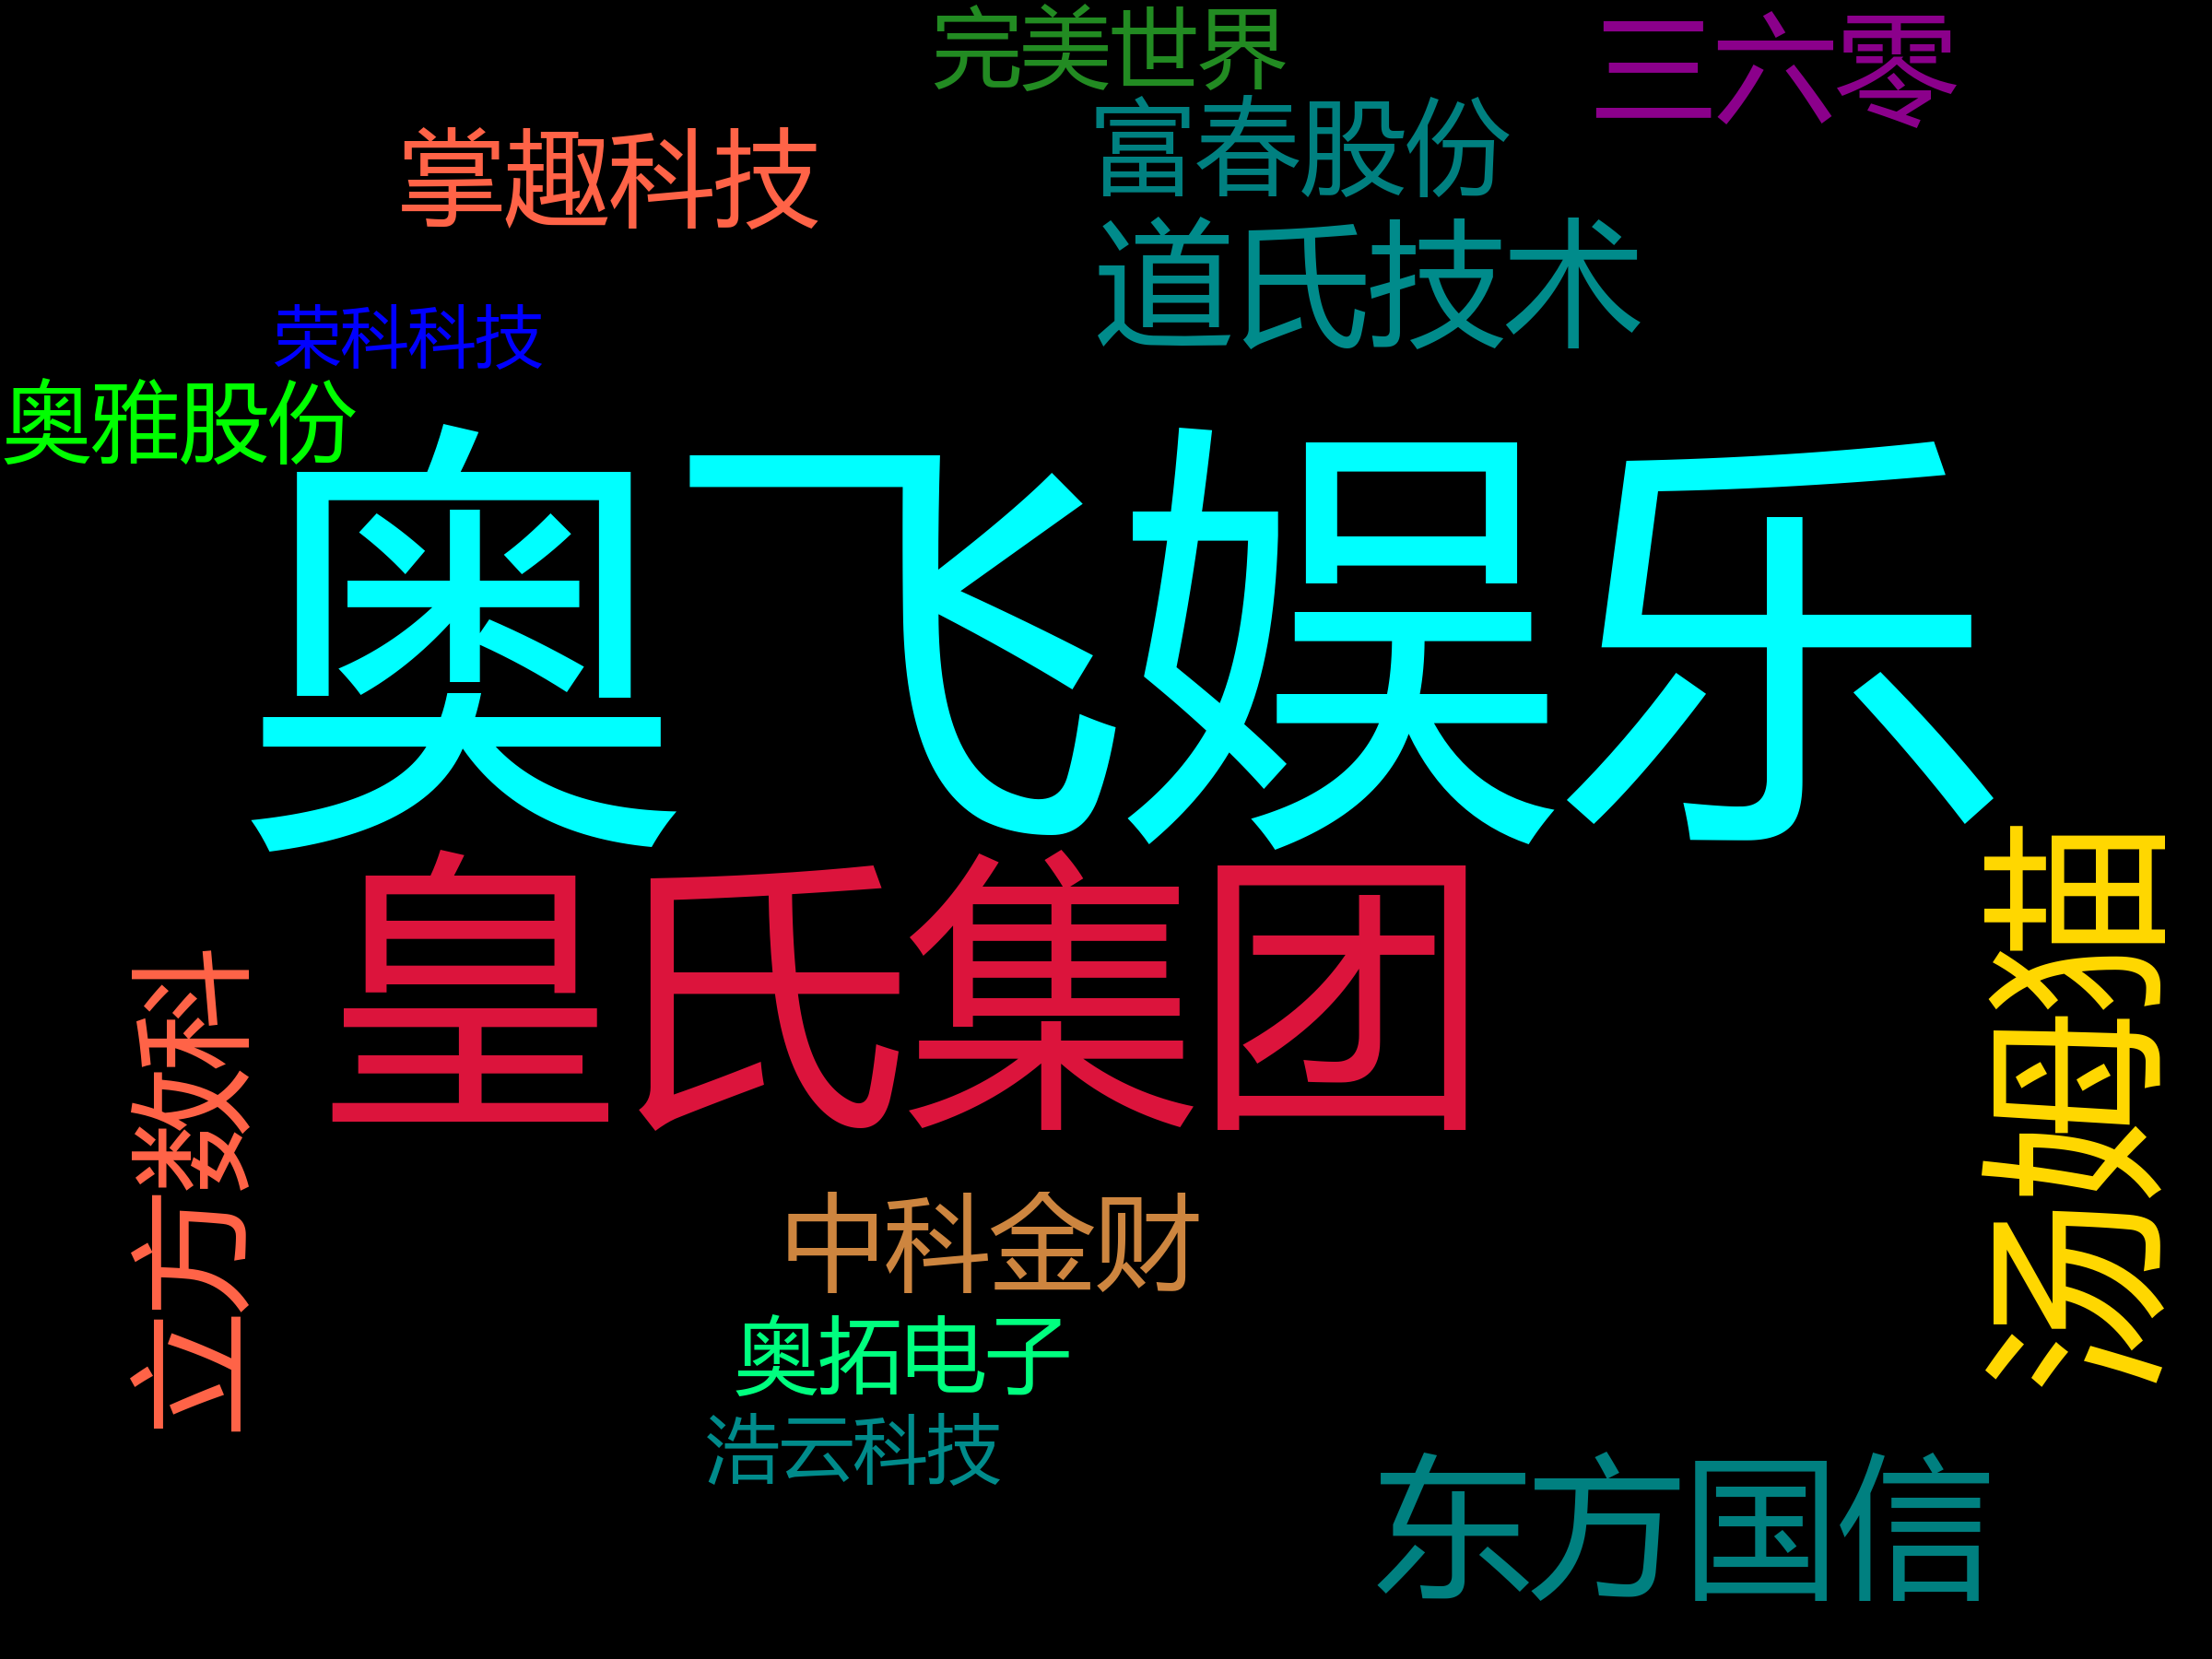 完美世界
三六零
富春股份
掌趣科技
道氏技术
荣科科技
奥雅股份
奥飞娱乐
皇氏集团
汤姆猫
立方数科
中科金财
奥拓电子
浩云科技
东方国信